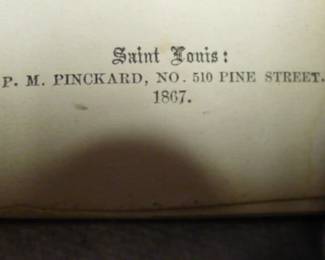 Saint Louis:
P. M. PINCKARD, NO. 510 PINE STREET.
1867.